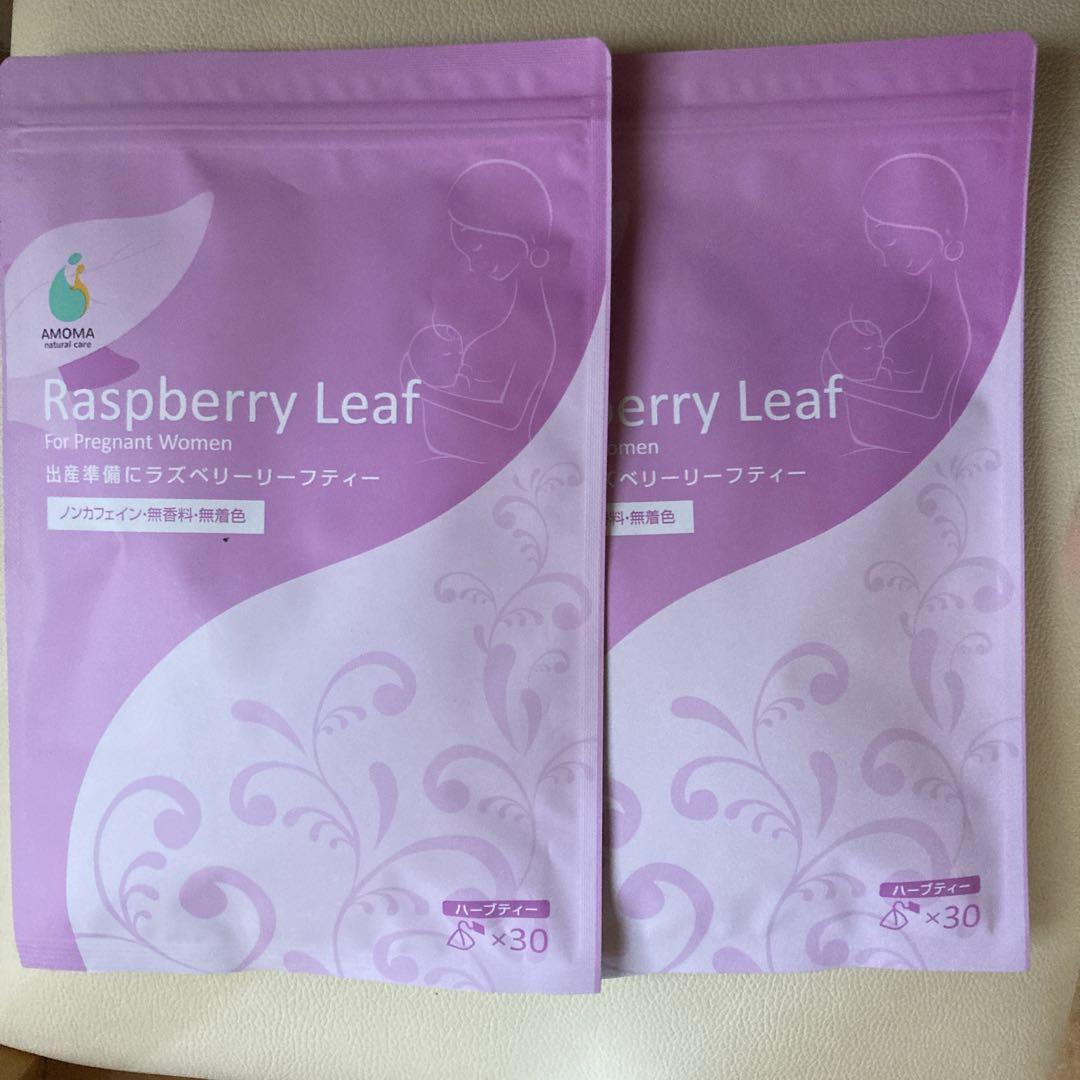 AMOMA
natural care
Raspberry Leaf
For Pregnant Women
出産準備にラズベリーリーフティー
ノンカフェイン・無香料・無着色
ハーブティー
×30
berry Leaf
omen
ベリーリーフティー
料・無着色
ハーブティー
×30